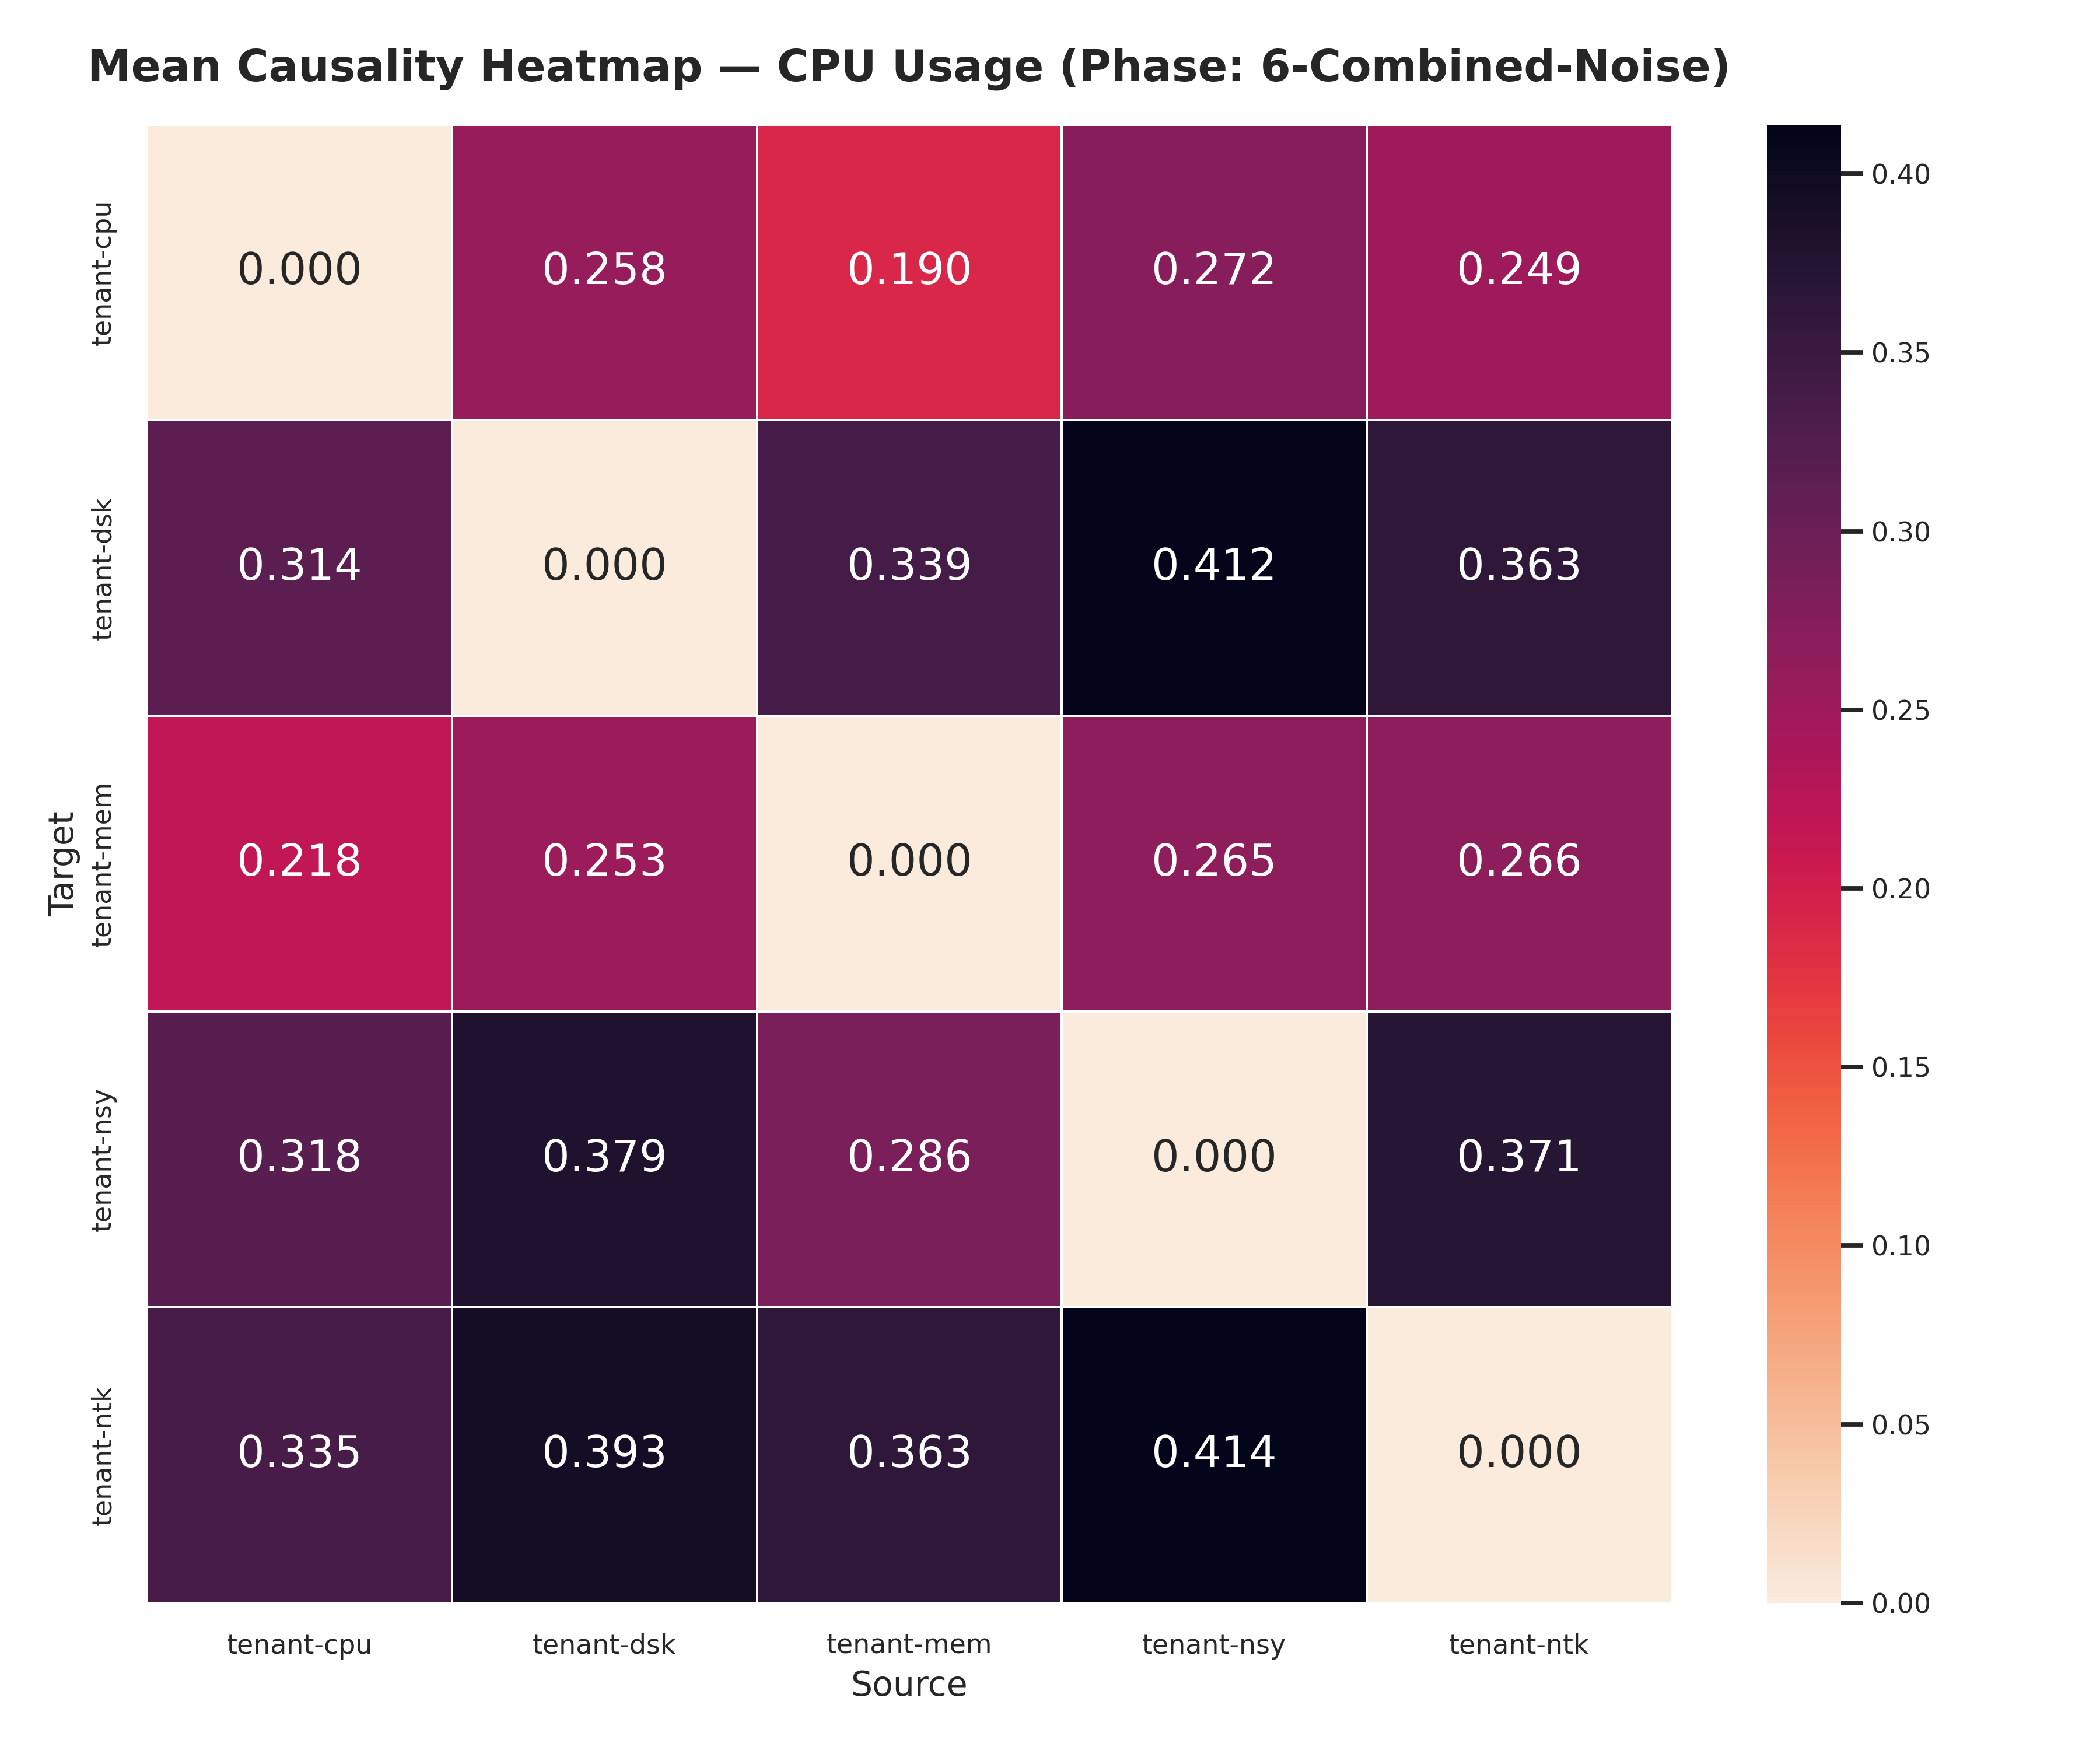 Mean Causality Heatmap — CPU Usage (Phase: 6-Combined-Noise)
Target
tenant-cpu
0.000 0.258 0.190 0.272 0.249
tenant-dsk
0.314 0.000 0.339 0.412 0.363
tenant-mem
0.218 0.253 0.000 0.265 0.266
tenant-nsy
0.318 0.379 0.286 0.000 0.371
tenant-ntk
0.335 0.393 0.363 0.414 0.000
tenant-cpu tenant-dsk tenant-mem tenant-nsy tenant-ntk
Source
0.40
0.35
0.30
0.25
0.20
0.15
0.10
0.05
0.00